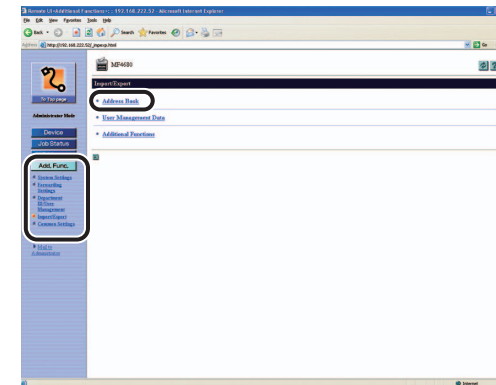 Remote UI <Additional Functions> : 192.168.222.52 - Microsoft Internet Explorer
File Edit View Favorites Tools Help
Back Search Favorites
Address http://192.168.222.52/_impexp.html Go
MF4680
Import/Export
To Top page
Address Book
Administrator Mode
User Management Data
Device
Additional Functions
Job Status
Add. Func.
System Settings
Forwarding
Settings
Department
ID/User
Management
Import/Export
Common Settings
Mail to
Administrator
Internet